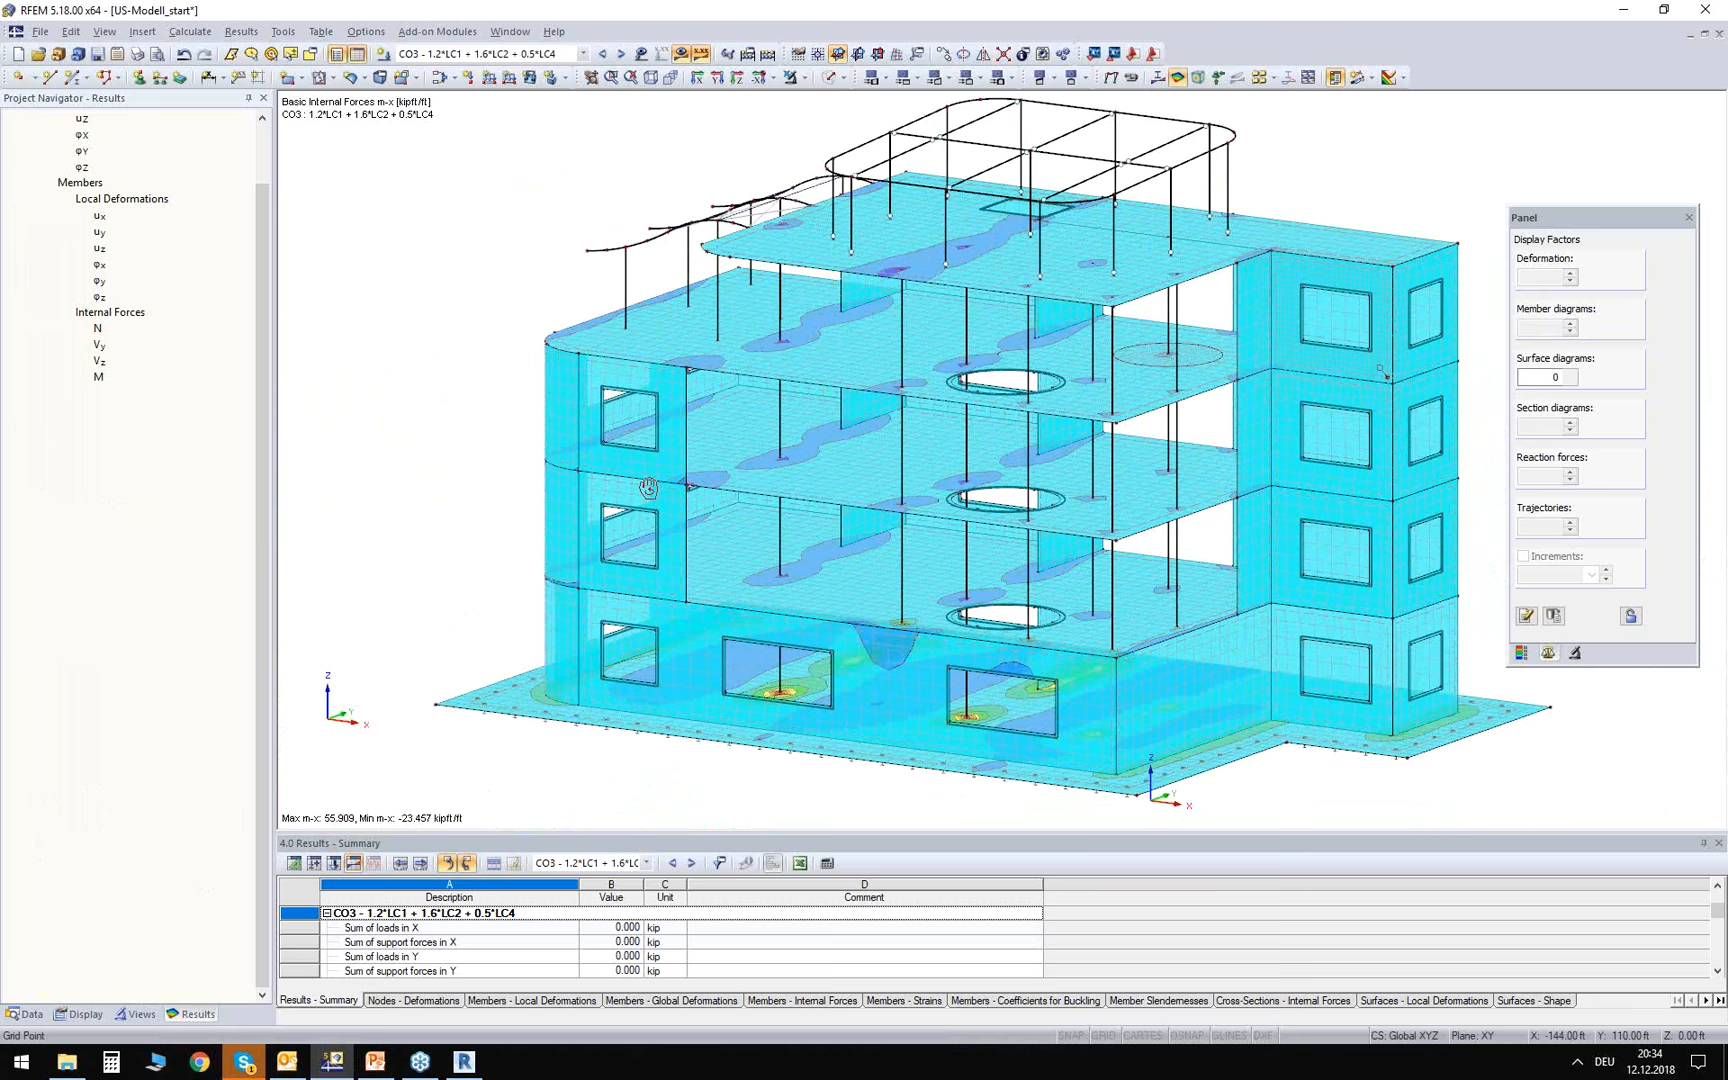 RFEM 5.18.00 x64 - [US-Modell_start*]
File Edit View Insert Calculate Results Tools Table Options Add-on Modules Window Help
CO3 - 1.2*LC1 + 1.6*LC2 + 0.5*LC4
Project Navigator - Results
uz
φX
φY
φZ
Members
Local Deformations
ux
uy
uz
φx
φy
φz
Internal Forces
N
Vy
Vz
M
Data Display Views Results
Basic Internal Forces m-x [kipft/ft]
CO3 : 1.2*LC1 + 1.6*LC2 + 0.5*LC4
Z
Y
X
Z
Y
X
Max m-x: 55.909, Min m-x: -23.457 kipft/ft
Panel
Display Factors
Deformation:
Member diagrams:
Surface diagrams:
0
Section diagrams:
Reaction forces:
Trajectories:
Increments:
4.0 Results - Summary
CO3 - 1.2*LC1 + 1.6*LC
A B C D
Description Value Unit Comment
CO3 - 1.2*LC1 + 1.6*LC2 + 0.5*LC4
Sum of loads in X 0.000 kip
Sum of support forces in X 0.000 kip
Sum of loads in Y 0.000 kip
Sum of support forces in Y 0.000 kip
Results - Summary Nodes - Deformations Members - Local Deformations Members - Global Deformations Members - Internal Forces Members - Strains Members - Coefficients for Buckling Member Slendernesses Cross-Sections - Internal Forces Surfaces - Local Deformations Surfaces - Shape
Grid Point SNAP GRID CARTES OSNAP GLINES DXF CS: Global XYZ Plane: XY X: -144.00 ft Y: 110.00 ft Z: 0.00 ft
DEU 20:34
12.12.2018